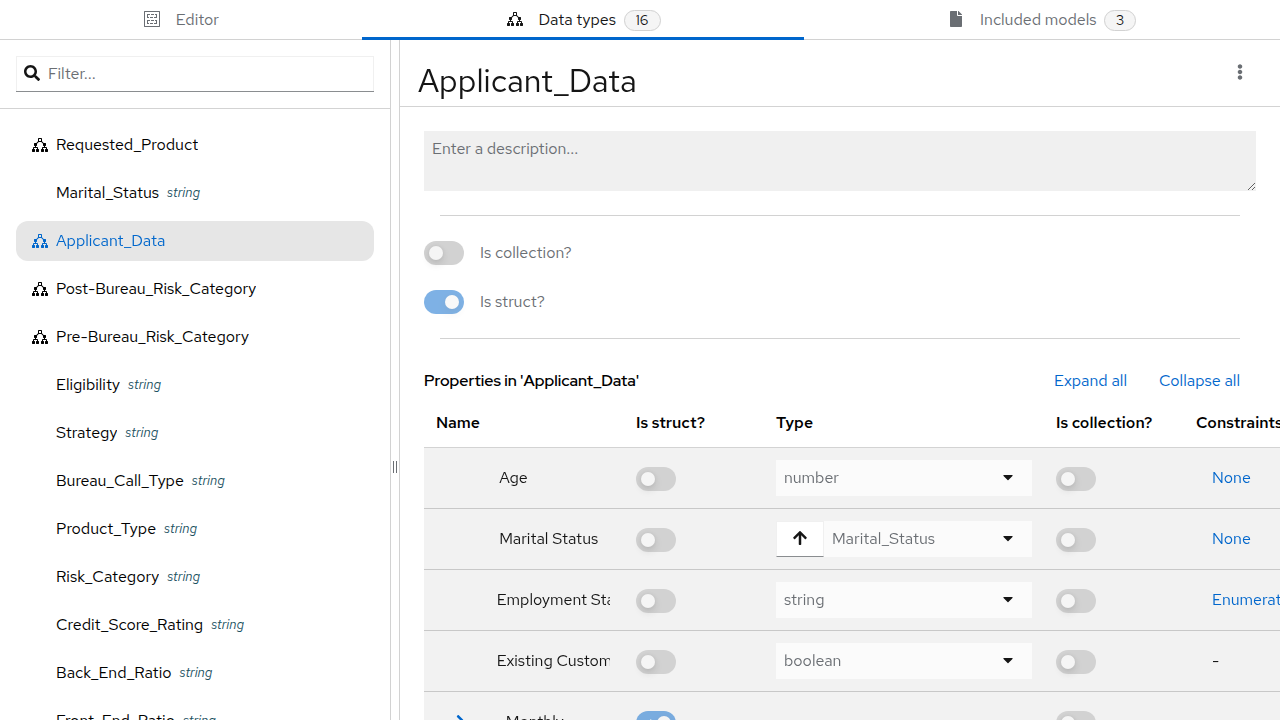 Editor
Data types 16
Included models 3
Filter...
Requested_Product
Marital_Status string
Applicant_Data
Post-Bureau_Risk_Category
Pre-Bureau_Risk_Category
Eligibility string
Strategy string
Bureau_Call_Type string
Product_Type string
Risk_Category string
Credit_Score_Rating string
Back_End_Ratio string
Front_End_Ratio string
Applicant_Data
Enter a description...
Is collection?
Is struct?
Properties in 'Applicant_Data'
Expand all
Collapse all
Name Is struct? Type Is collection? Constraints
Age number None
Marital Status Marital_Status None
Employment Sta string Enumerat
Existing Custom boolean -
Monthly